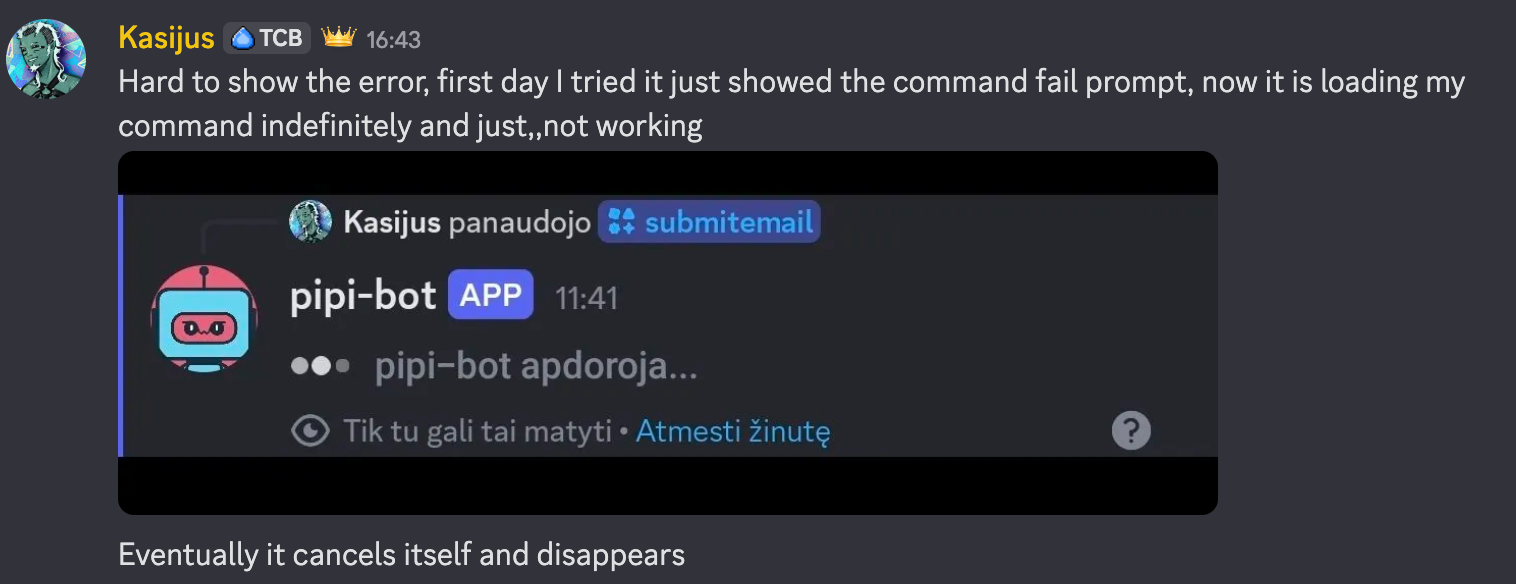 Kasijus TCB 16:43
Hard to show the error, first day I tried it just showed the command fail prompt, now it is loading my
command indefinitely and just,,not working
Kasijus panaudojo submitemail
pipi-bot APP 11:41
pipi-bot apdoroja...
Tik tu gali tai matyti • Atmesti žinutę ?
Eventually it cancels itself and disappears